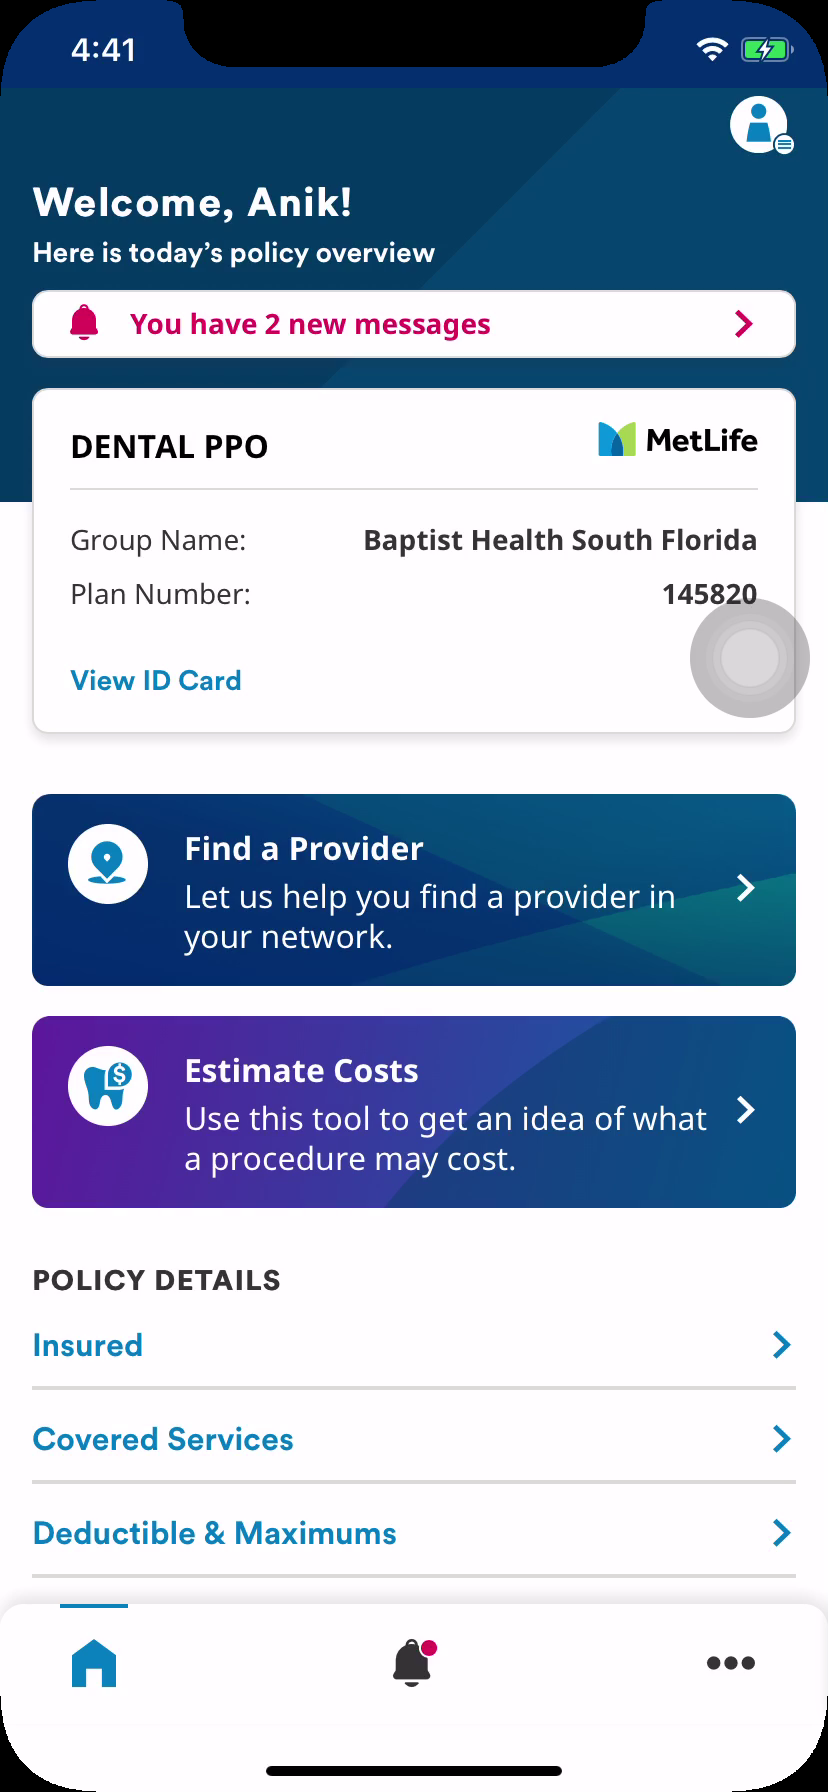 4:41
Welcome, Anik!
Here is today’s policy overview
You have 2 new messages
DENTAL PPO
MetLife
Group Name: Baptist Health South Florida
Plan Number: 145820
View ID Card
Find a Provider
Let us help you find a provider in
your network.
$
Estimate Costs
Use this tool to get an idea of what
a procedure may cost.
POLICY DETAILS
Insured
Covered Services
Deductible & Maximums